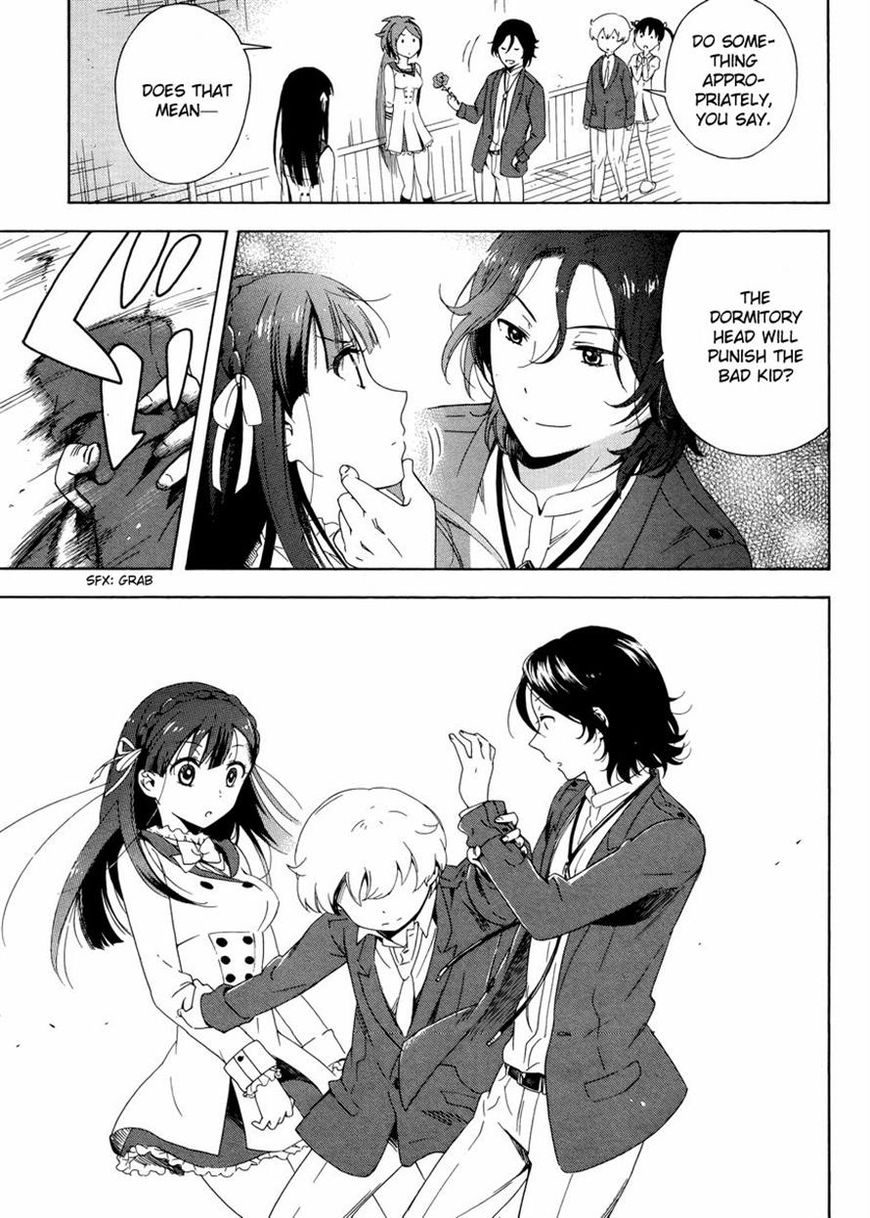 DO SOME-
THING
APPRO-
PRIATELY,
YOU SAY.
DOES THAT
MEAN—
THE
DORMITORY
HEAD WILL
PUNISH THE
BAD KID?
SFX: GRAB